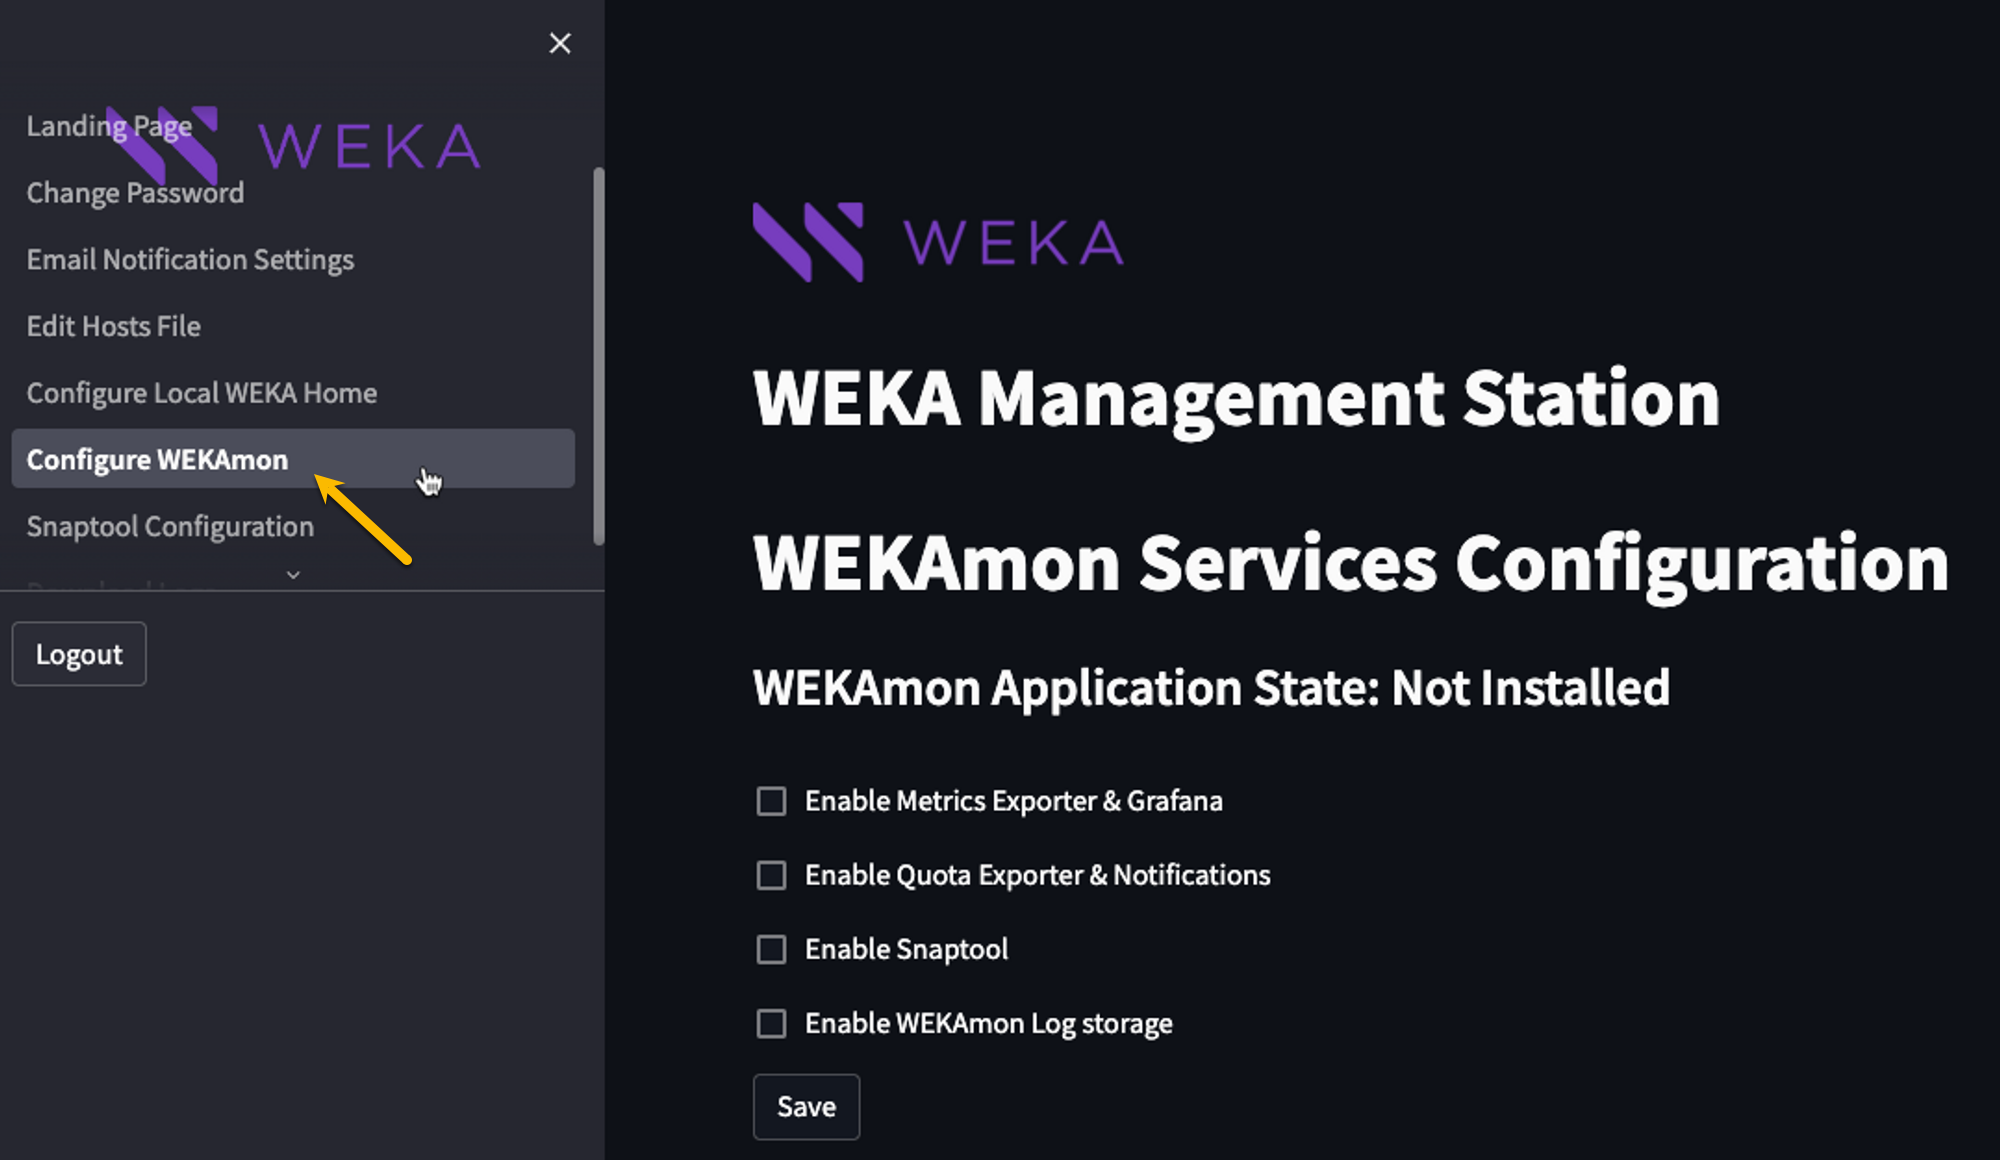 Landing Page
WEKA
Change Password
Email Notification Settings
Edit Hosts File
Configure Local WEKA Home
Configure WEKAmon
Snaptool Configuration
Logout
WEKA
WEKA Management Station
WEKAmon Services Configuration
WEKAmon Application State: Not Installed
Enable Metrics Exporter & Grafana
Enable Quota Exporter & Notifications
Enable Snaptool
Enable WEKAmon Log storage
Save